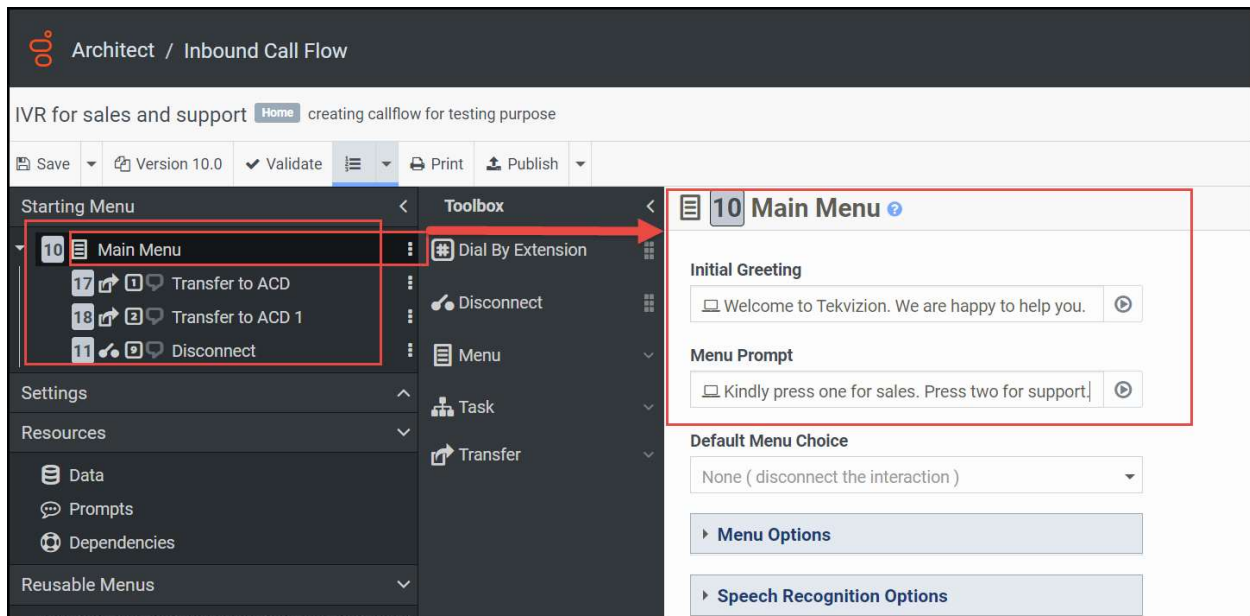 Architect / Inbound Call Flow
IVR for sales and support Home creating callflow for testing purpose
Save Version 10.0 Validate Print Publish
Starting Menu
10 Main Menu
17 1 Transfer to ACD
18 2 Transfer to ACD 1
11 9 Disconnect
Settings
Resources
Data
Prompts
Dependencies
Reusable Menus
Toolbox
# Dial By Extension
Disconnect
Menu
Task
Transfer
10 Main Menu ?
Initial Greeting
Welcome to Tekvizion. We are happy to help you.
Menu Prompt
Kindly press one for sales. Press two for support.
Default Menu Choice
None ( disconnect the interaction )
Menu Options
Speech Recognition Options